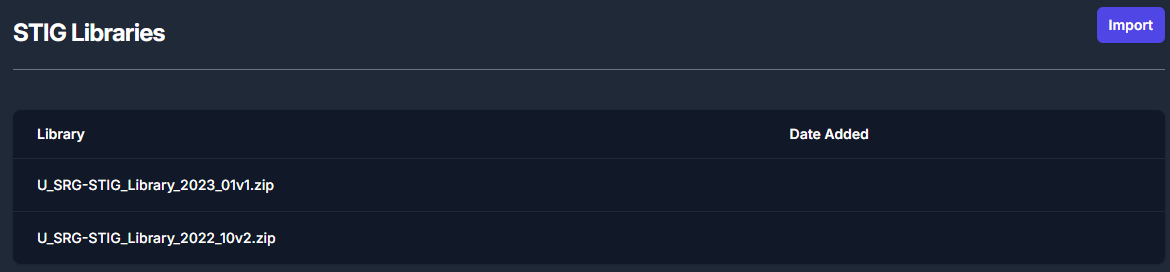 STIG Libraries
Import
Library Date Added
U_SRG-STIG_Library_2023_01v1.zip
U_SRG-STIG_Library_2022_10v2.zip